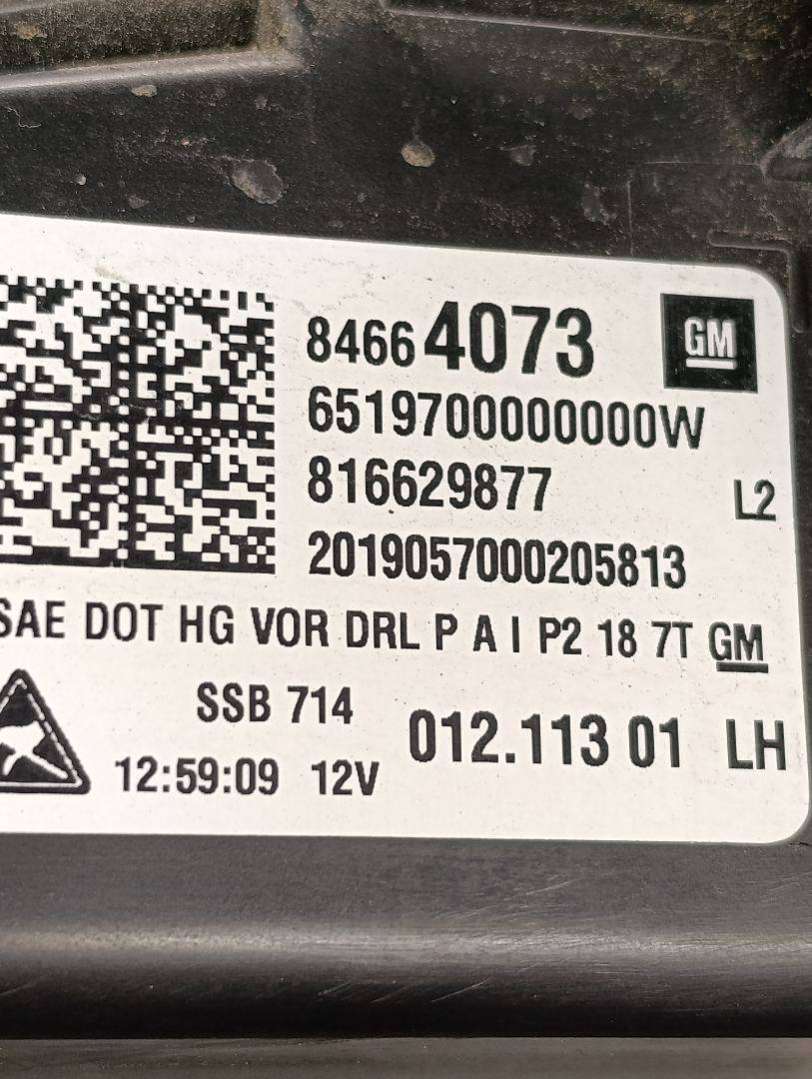 84664073 GM
6519700000000W
816629877 L2
2019057000205813
SAE DOT HG VOR DRL P A I P2 18 7T GM
SSB 714
012.113 01 LH
12:59:09 12V